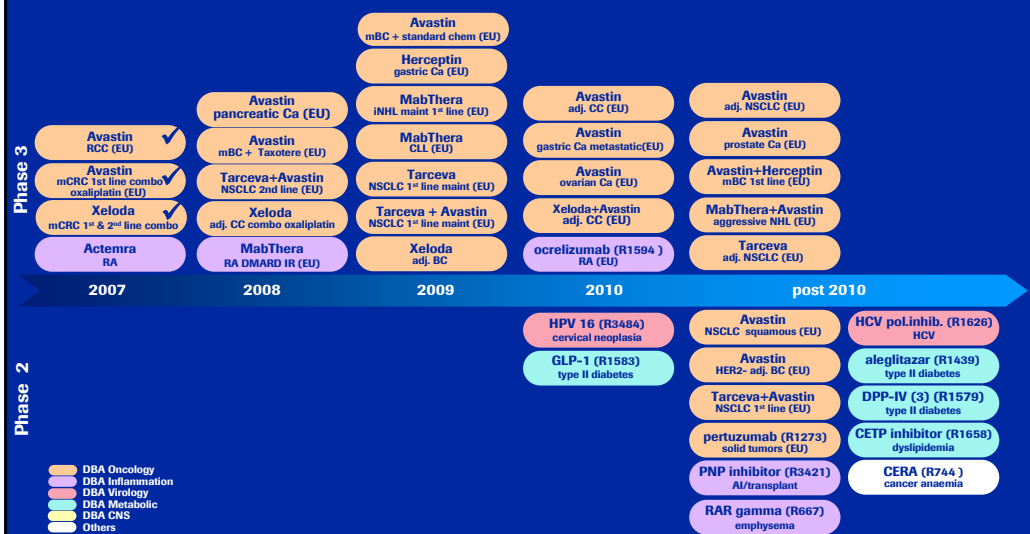 Phase 3
Avastin
RCC (EU)
Avastin
mCRC 1st line combo
oxaliplatin (EU)
Xeloda
mCRC 1st & 2nd line combo
Actemra
RA
Avastin
pancreatic Ca (EU)
Avastin
mBC + Taxotere (EU)
Tarceva+Avastin
NSCLC 2nd line (EU)
Xeloda
adj. CC combo oxaliplatin
MabThera
RA DMARD IR (EU)
Avastin
mBC + standard chem (EU)
Herceptin
gastric Ca (EU)
MabThera
iNHL maint 1st line (EU)
MabThera
CLL (EU)
Tarceva
NSCLC 1st line maint (EU)
Tarceva + Avastin
NSCLC 1st line maint (EU)
Xeloda
adj. BC
Avastin
adj. CC (EU)
Avastin
gastric Ca metastatic(EU)
Avastin
ovarian Ca (EU)
Xeloda+Avastin
adj. CC (EU)
ocrelizumab (R1594 )
RA (EU)
Avastin
adj. NSCLC (EU)
Avastin
prostate Ca (EU)
Avastin+Herceptin
mBC 1st line (EU)
MabThera+Avastin
aggressive NHL (EU)
Tarceva
adj. NSCLC (EU)
2007
2008
2009
2010
post 2010
Phase 2
HPV 16 (R3484)
cervical neoplasia
GLP-1 (R1583)
type II diabetes
Avastin
NSCLC squamous (EU)
Avastin
HER2- adj. BC (EU)
Tarceva+Avastin
NSCLC 1st line (EU)
pertuzumab (R1273)
solid tumors (EU)
PNP inhibitor (R3421)
AI/transplant
RAR gamma (R667)
emphysema
HCV pol.inhib. (R1626)
HCV
aleglitazar (R1439)
type II diabetes
DPP-IV (3) (R1579)
type II diabetes
CETP inhibitor (R1658)
dyslipidemia
CERA (R744 )
cancer anaemia
DBA Oncology
DBA Inflammation
DBA Virology
DBA Metabolic
DBA CNS
Others